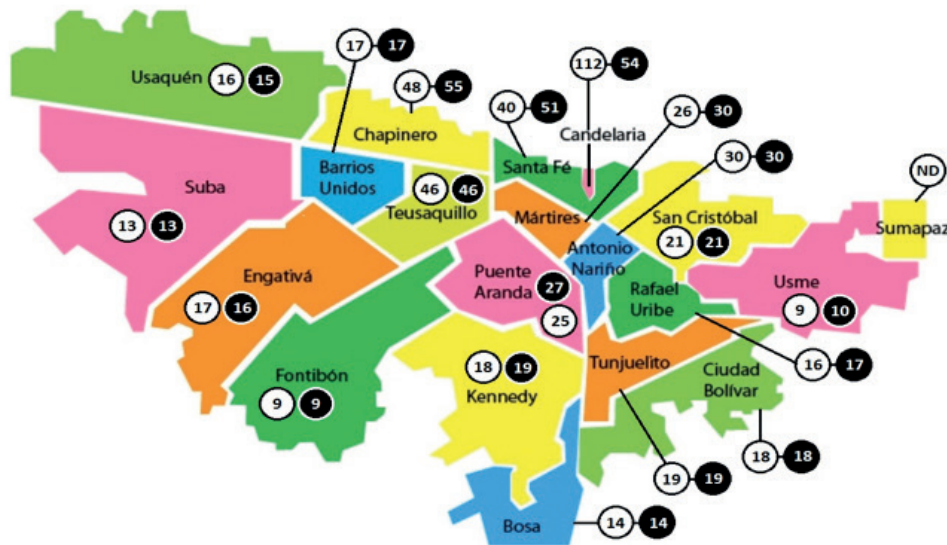 17 17
Usaquén 16 15
48 55
112 54
40 51
26 30
Candelaria
Chapinero
30 30
Santa Fé
Barrios
Unidos
ND
Suba
46 46
Teusaquillo
Mártires
San Cristóbal
21 21
Sumapaz
13 13
Antonio
Nariño
Engativá
Puente
Aranda 27
25
Usme
9 10
Rafael
Uribe
17 16
18 19
Kennedy
Tunjuelito
16 17
Fontibón
9 9
Ciudad
Bolívar
18 18
19 19
Bosa 14 14